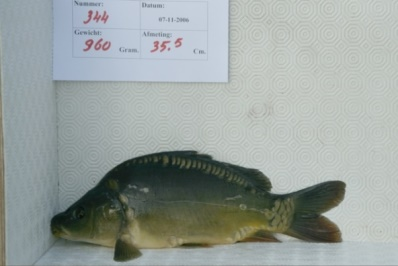 Nummer: Datum:
344 07-11-2006
Gewicht: Afmeting:
960 Gram. 35.5 Cm.